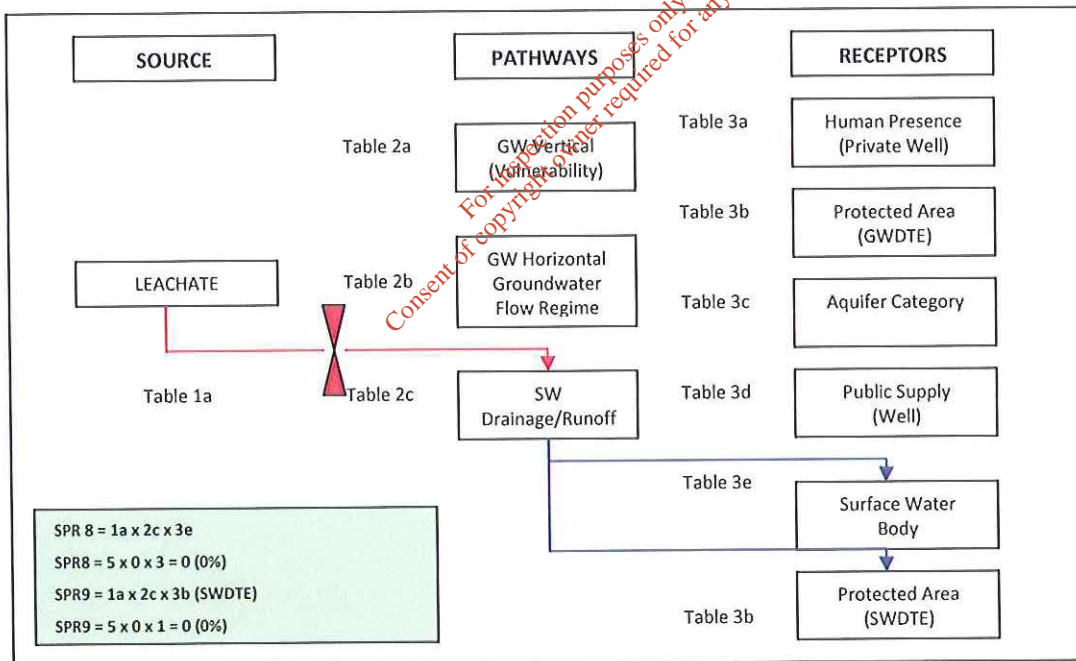 SOURCE
PATHWAYS
RECEPTORS
Table 2a
GW Vertical
(Vulnerability)
Table 3a
Human Presence
(Private Well)
Table 3b
Protected Area
(GWDTE)
LEACHATE
Table 2b
GW Horizontal
Groundwater
Flow Regime
Table 3c
Aquifer Category
Table 1a
Table 2c
SW
Drainage/Runoff
Table 3d
Public Supply
(Well)
Table 3e
Surface Water
Body
Table 3b
Protected Area
(SWDTE)
SPR 8 = 1a x 2c x 3e
SPR8 = 5 x 0 x 3 = 0 (0%)
SPR9 = 1a x 2c x 3b (SWDTE)
SPR9 = 5 x 0 x 1 = 0 (0%)
For inspection purposes only
Consent of copyright owner required for any